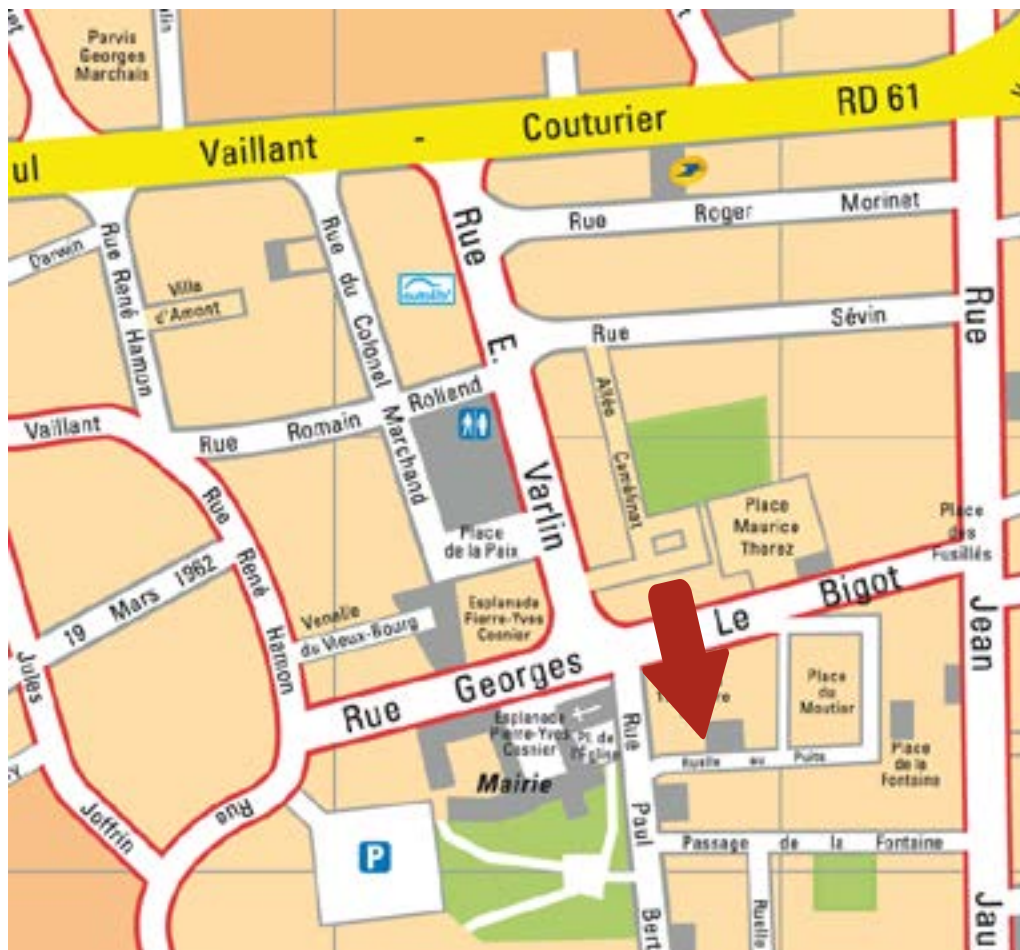 Parvis
Georges
Marchais
lin
ul Vaillant - Couturier RD 61
Rue Roger Morinet
Darwin
Rue René Hamon
Villa
d'Amont
Rue du Colonel Marchand
Rue E. Varlin
Rue Sévin
Rue
Jean
Jau
Vaillant
Rue Romain Rolland
Allée Camélinat
Place
Maurice
Thorez
Place
des
Fusillés
Place
de la Paix
Rue René Hamon
19 Mars 1962
Venelle
du Vieux-Bourg
Esplanade
Pierre-Yves
Cosnier
Rue Georges Le Bigot
Jules
Joffrin
Rue
Esplanade
Pierre-Yves
Cosnier
Pl. de
l'Eglise
Mairie
P
Place
du
Moutier
Ruelle au Puits
Place
de la
Fontaine
Rue Paul Bert
Passage de la Fontaine
Ruelle